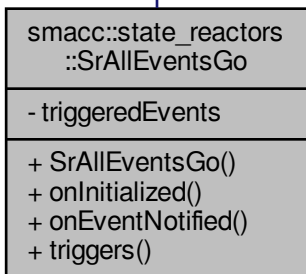 smacc::state_reactors
::SrAllEventsGo
- triggeredEvents
+ SrAllEventsGo()
+ onInitialized()
+ onEventNotified()
+ triggers()